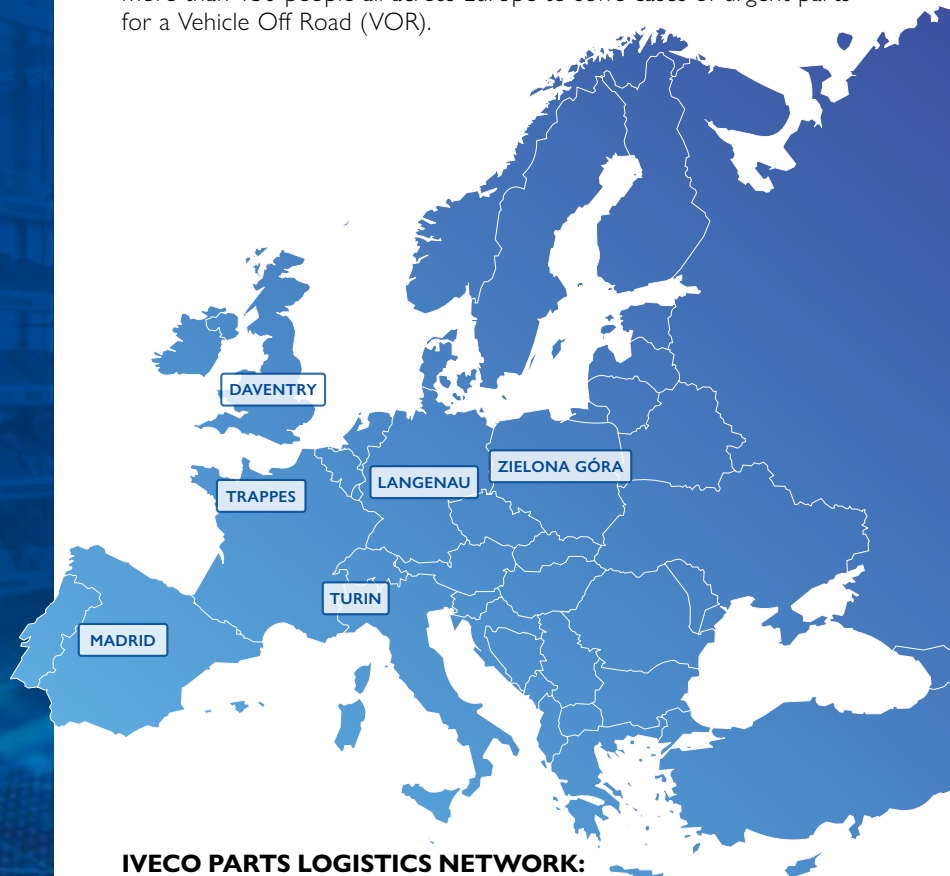 for a Vehicle Off Road (VOR).
DAVENTRY
ZIELONA GÓRA
LANGENAU
TRAPPES
TURIN
MADRID
IVECO PARTS LOGISTICS NETWORK: